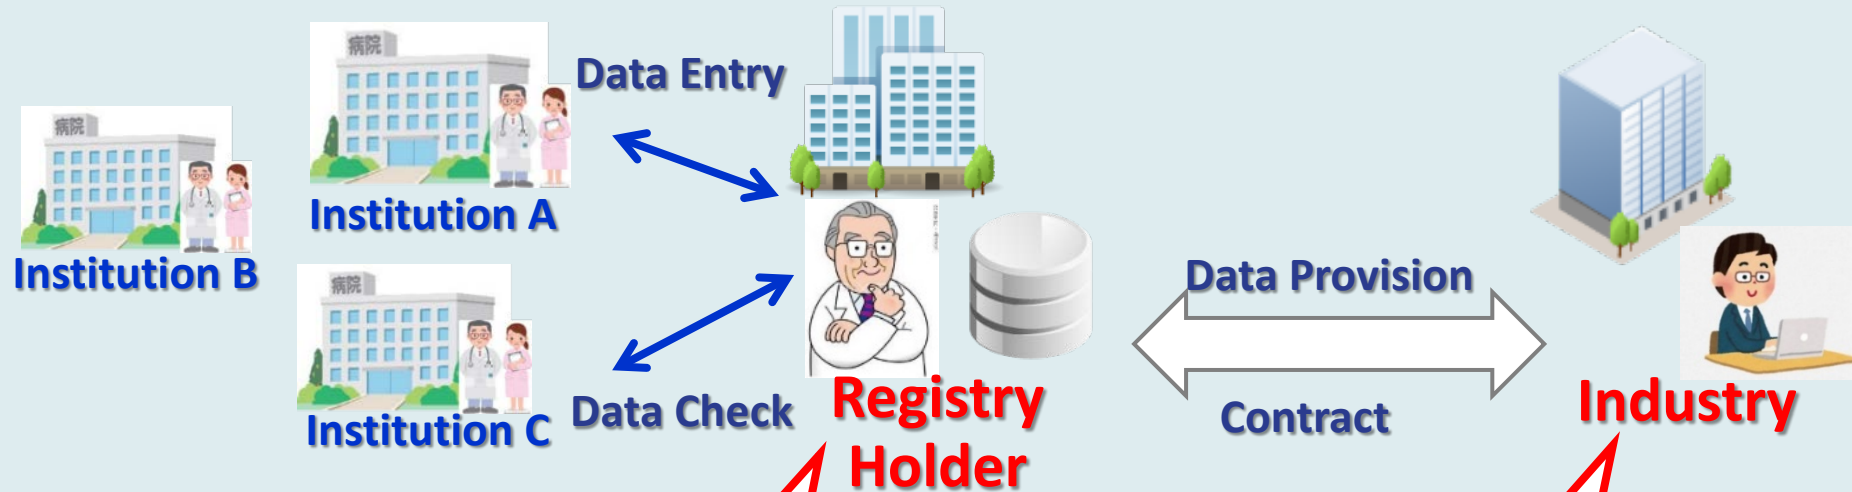 病院
Institution A
病院
Institution B
病院
Institution C
Data Entry
Data Check
Registry
Holder
Data Provision
Contract
Industry